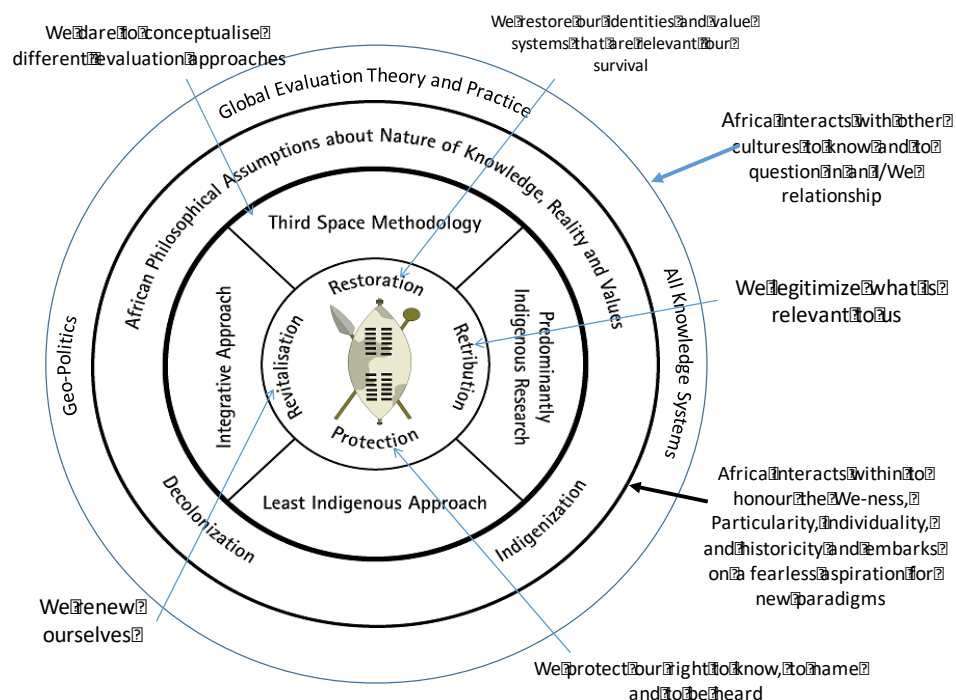 We dare to conceptualise
different evaluation approaches
We restore our identities and value
systems that are relevant our
survival
Global Evaluation Theory and Practice
African Philosophical Assumptions about Nature of Knowledge, Reality and Values
Africa interacts with other
cultures to know and to
question in an I/We
relationship
Third Space Methodology
Restoration
Retribution
Protection
Revitalisation
Integrative Approach
Predominantly
Indigenous Research
Least Indigenous Approach
Geo-Politics
All Knowledge Systems
Decolonization
Indigenization
We legitimize what is
relevant to us
Africa interacts within to
honour the We-ness,
Particularity, individuality,
and historicity and embarks
on a fearless aspiration for
new paradigms
We renew
ourselves
We protect our right to know, to name
and to be heard